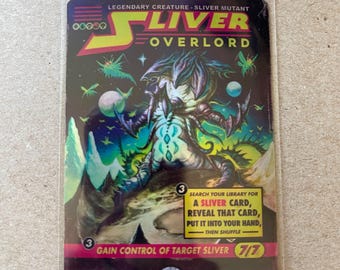 LEGENDARY CREATURE - SLIVER MUTANT
SLIVER
OVERLORD
3
SEARCH YOUR LIBRARY FOR
A SLIVER CARD,
REVEAL THAT CARD,
PUT IT INTO YOUR HAND,
THEN SHUFFLE
3
GAIN CONTROL OF TARGET SLIVER 7/7